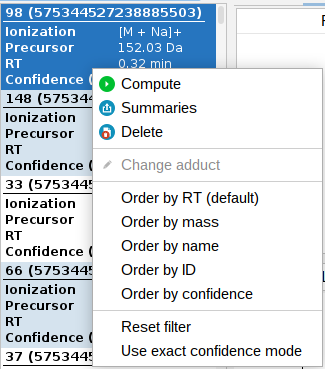 98 (575344527238885503)
Ionization [M + Na]+
Precursor 152.03 Da
RT 0.32 min
Confidence (
148 (5753445
Ionization
Precursor
RT
Confidence (
33 (5753445
Ionization
Precursor
RT
Confidence (
66 (5753445
Ionization
Precursor
RT
Confidence (
37 (5753445
Compute
Summaries
Delete
Change adduct
Order by RT (default)
Order by mass
Order by name
Order by ID
Order by confidence
Reset filter
Use exact confidence mode